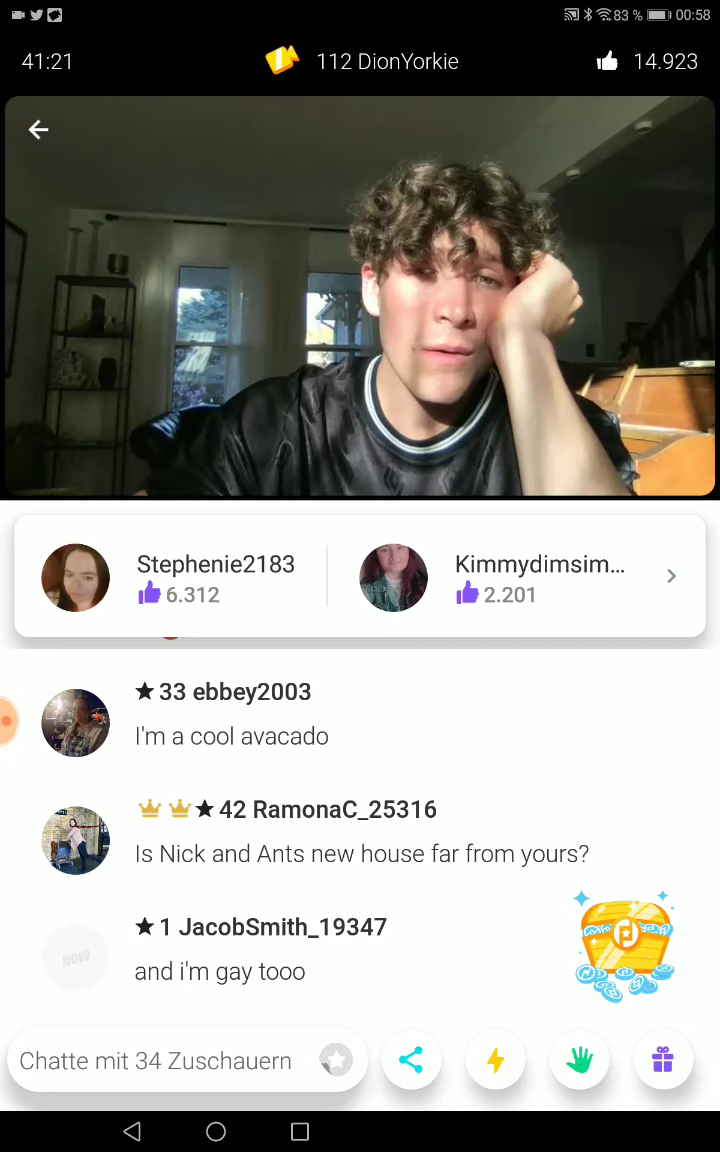 83 % 00:58
41:21 112 DionYorkie 14.923
Stephenie2183 Kimmydimsim...
6.312 2.201
★ 33 ebbey2003
I'm a cool avacado
★ 42 RamonaC_25316
Is Nick and Ants new house far from yours?
★ 1 JacobSmith_19347
NOW
and i'm gay tooo
Chatte mit 34 Zuschauern